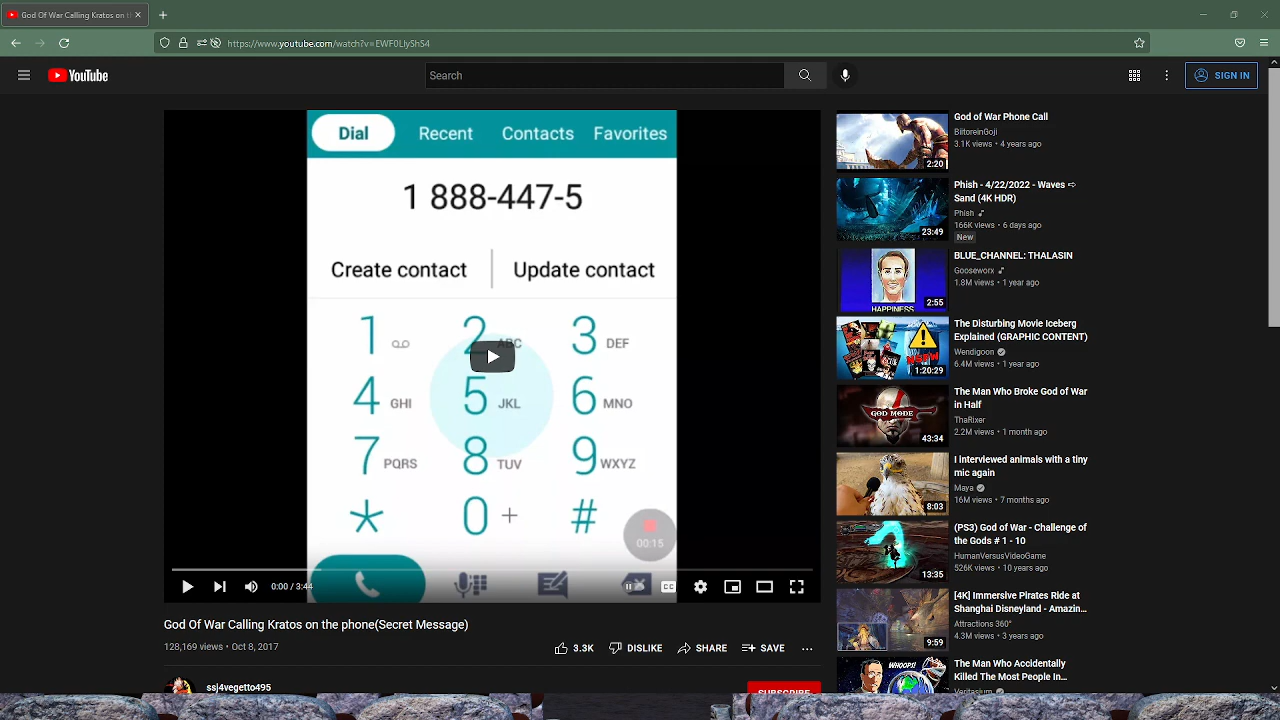 God Of War Calling Kratos on t
https://www.youtube.com/watch?v=EWF0LIyShS4
YouTube
Search
SIGN IN
Dial Recent Contacts Favorites
1 888-447-5
Create contact Update contact
1 2 ABC 3 DEF
4 GHI 5 JKL 6 MNO
7 PQRS 8 TUV 9 WXYZ
* 0 + #
00:15
0:00 / 3:44
CC
God Of War Calling Kratos on the phone(Secret Message)
128,169 views • Oct 8, 2017
3.3K DISLIKE SHARE SAVE
ssj4vegetto495
SUBSCRIBE
2:20
God of War Phone Call
BiitoreinGoji
3.1K views • 4 years ago
23:49
Phish - 4/22/2022 - Waves ⇨
Sand (4K HDR)
Phish
166K views • 6 days ago
New
HAPPINESS
2:55
BLUE_CHANNEL: THALASIN
Gooseworx
1.8M views • 1 year ago
NSFW
1:20:29
The Disturbing Movie Iceberg
Explained (GRAPHIC CONTENT)
Wendigoon
6.4M views • 1 year ago
GOD MODE
43:34
The Man Who Broke God of War
in Half
ThaRixer
2.2M views • 1 month ago
8:03
I interviewed animals with a tiny
mic again
Maya
16M views • 7 months ago
13:35
(PS3) God of War - Challenge of
the Gods # 1 - 10
HumanVersusVideoGame
526K views • 10 years ago
9:59
[4K] Immersive Pirates Ride at
Shanghai Disneyland - Amazin...
Attractions 360°
4.3M views • 3 years ago
WHOOPS!
The Man Who Accidentally
Killed The Most People In...